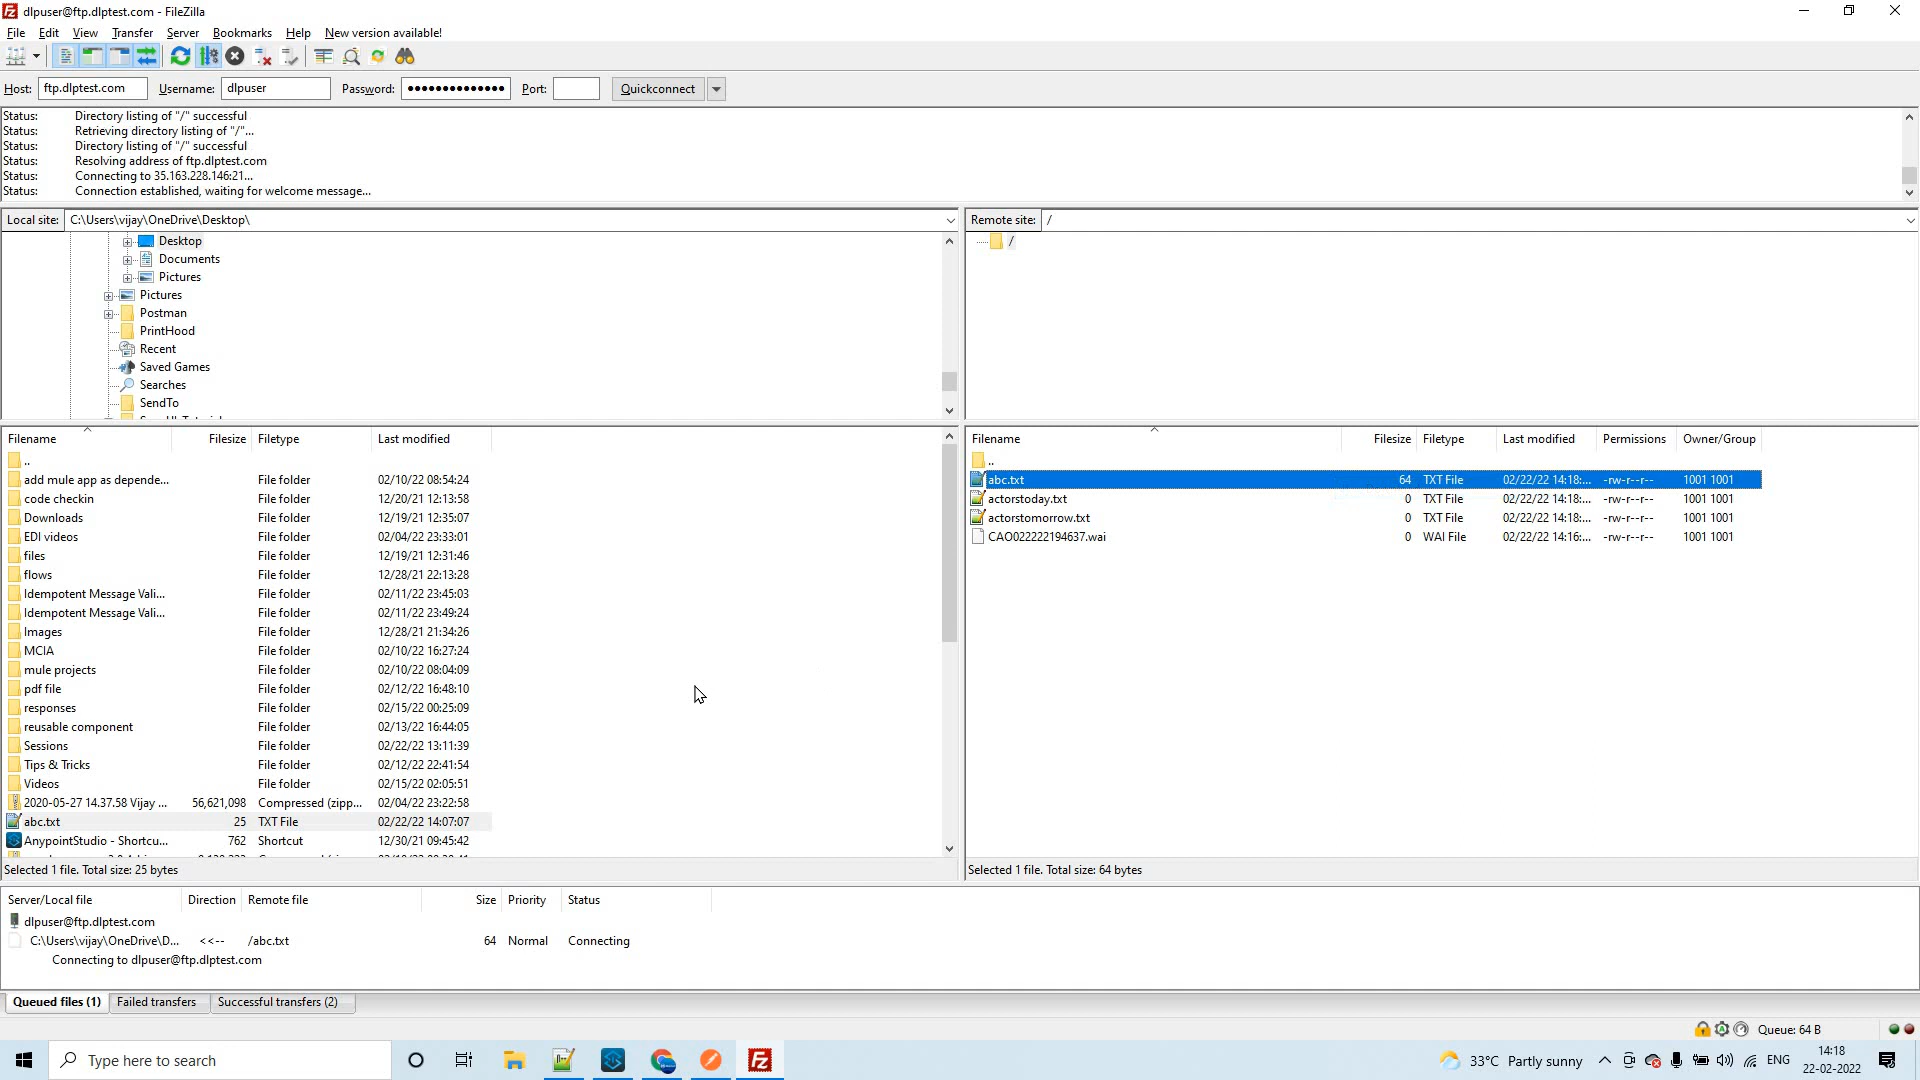 dlpuser@ftp.dlptest.com - FileZilla
File Edit View Transfer Server Bookmarks Help New version available!
Host: ftp.dlptest.com Username: dlpuser Password: ●●●●●●●●●●●●●● Port: Quickconnect
Status: Directory listing of "/" successful
Status: Retrieving directory listing of "/"...
Status: Directory listing of "/" successful
Status: Resolving address of ftp.dlptest.com
Status: Connecting to 35.163.228.146:21...
Status: Connection established, waiting for welcome message...
Local site: C:\Users\vijay\OneDrive\Desktop\
Desktop
Documents
Pictures
Pictures
Postman
PrintHood
Recent
Saved Games
Searches
SendTo
Remote site: /
/
Filename Filesize Filetype Last modified
..
add mule app as depende... File folder 02/10/22 08:54:24
code checkin File folder 12/20/21 12:13:58
Downloads File folder 12/19/21 12:35:07
EDI videos File folder 02/04/22 23:33:01
files File folder 12/19/21 12:31:46
flows File folder 12/28/21 22:13:28
Idempotent Message Vali... File folder 02/11/22 23:45:03
Idempotent Message Vali... File folder 02/11/22 23:49:24
Images File folder 12/28/21 21:34:26
MCIA File folder 02/10/22 16:27:24
mule projects File folder 02/10/22 08:04:09
pdf file File folder 02/12/22 16:48:10
responses File folder 02/15/22 00:25:09
reusable component File folder 02/13/22 16:44:05
Sessions File folder 02/22/22 13:11:39
Tips & Tricks File folder 02/12/22 22:41:54
Videos File folder 02/15/22 02:05:51
2020-05-27 14.37.58 Vijay ... 56,621,098 Compressed (zipp... 02/04/22 23:22:58
abc.txt 25 TXT File 02/22/22 14:07:07
AnypointStudio - Shortcu... 762 Shortcut 12/30/21 09:45:42
Selected 1 file. Total size: 25 bytes
Filename Filesize Filetype Last modified Permissions Owner/Group
..
abc.txt 64 TXT File 02/22/22 14:18:... -rw-r--r-- 1001 1001
actorstoday.txt 0 TXT File 02/22/22 14:18:... -rw-r--r-- 1001 1001
actorstomorrow.txt 0 TXT File 02/22/22 14:18:... -rw-r--r-- 1001 1001
CAO022222194637.wai 0 WAI File 02/22/22 14:16:... -rw-r--r-- 1001 1001
Selected 1 file. Total size: 64 bytes
Server/Local file Direction Remote file Size Priority Status
dlpuser@ftp.dlptest.com
C:\Users\vijay\OneDrive\D... <<-- /abc.txt 64 Normal Connecting
Connecting to dlpuser@ftp.dlptest.com
Queued files (1) Failed transfers Successful transfers (2)
Queue: 64 B
Type here to search
33°C Partly sunny ENG
14:18
22-02-2022